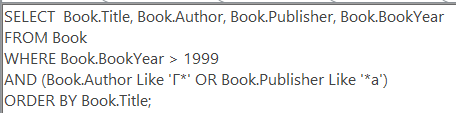 SELECT  Book.Title, Book.Author, Book.Publisher, Book.BookYear
FROM Book
WHERE Book.BookYear > 1999
AND (Book.Author Like 'Г*' OR Book.Publisher Like '*а')
ORDER BY Book.Title;